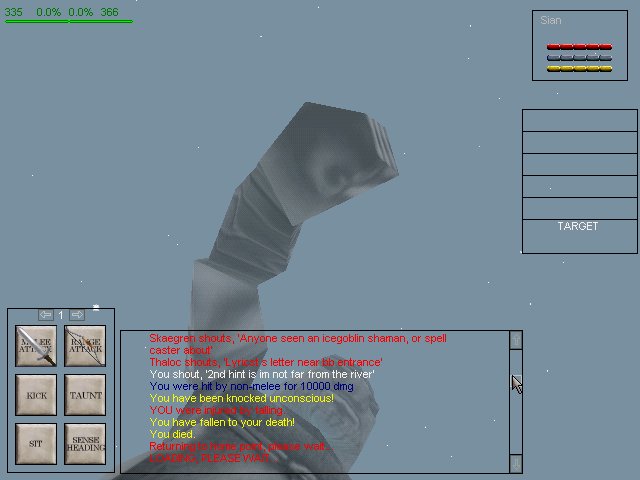 335 0.0% 0.0% 366
Sian
TARGET
1
MELEE ATTACK
RANGE ATTACK
KICK
TAUNT
SIT
SENSE HEADING
Skaegren shouts, 'Anyone seen an icegoblin shaman, or spell
caster about'
Thaloc shouts, 'Lyriost's letter near bb entrance'
You shout, '2nd hint is im not far from the river'
You were hit by non-melee for 10000 dmg
You have been knocked unconscious!
YOU were injured by falling.
You have fallen to your death!
You died.
Returning to home point, please wait...
LOADING, PLEASE WAIT...